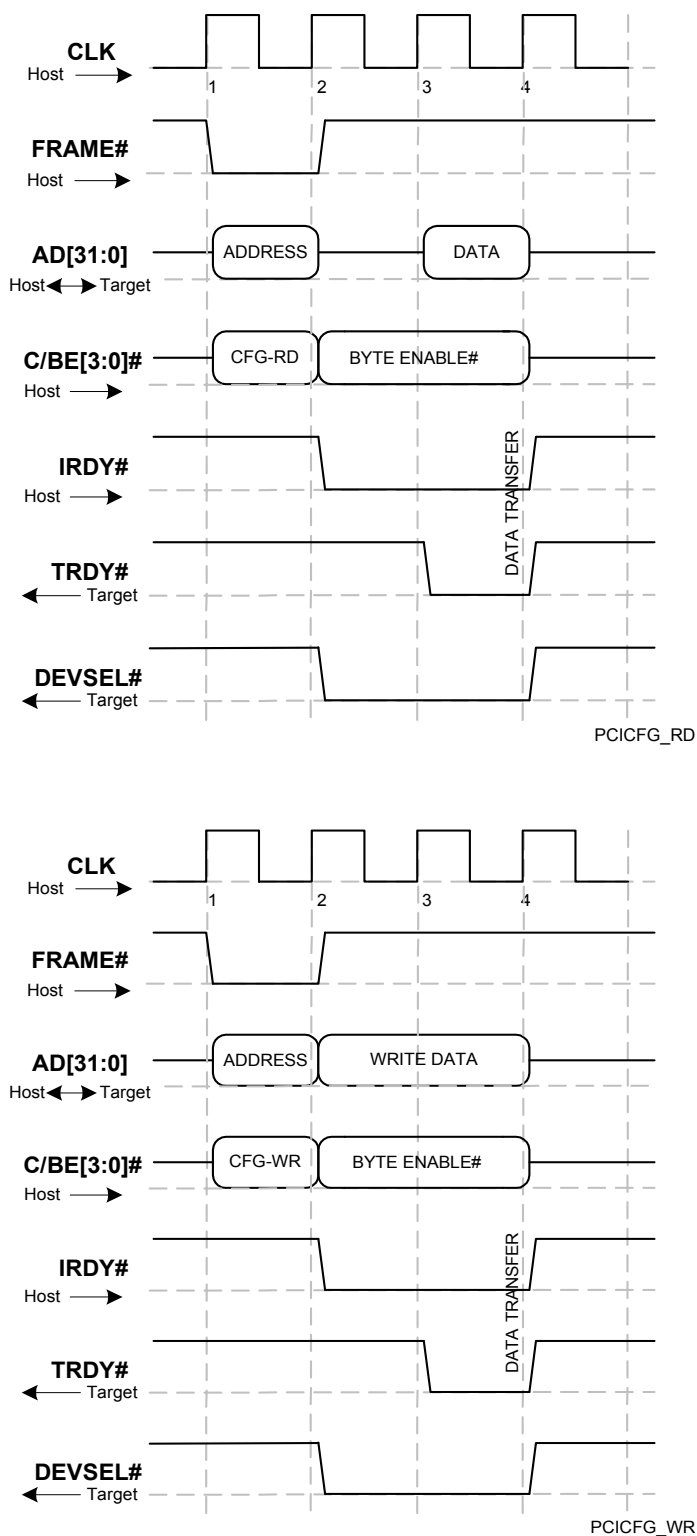 CLK
Host
1 2 3 4
FRAME#
Host
AD[31:0]
ADDRESS DATA
Host Target
C/BE[3:0]#
CFG-RD BYTE ENABLE#
Host
IRDY#
Host
DATA TRANSFER
TRDY#
Target
DEVSEL#
Target
PCICFG_RD
CLK
Host
1 2 3 4
FRAME#
Host
AD[31:0]
ADDRESS WRITE DATA
Host Target
C/BE[3:0]#
CFG-WR BYTE ENABLE#
Host
IRDY#
Host
DATA TRANSFER
TRDY#
Target
DEVSEL#
Target
PCICFG_WR